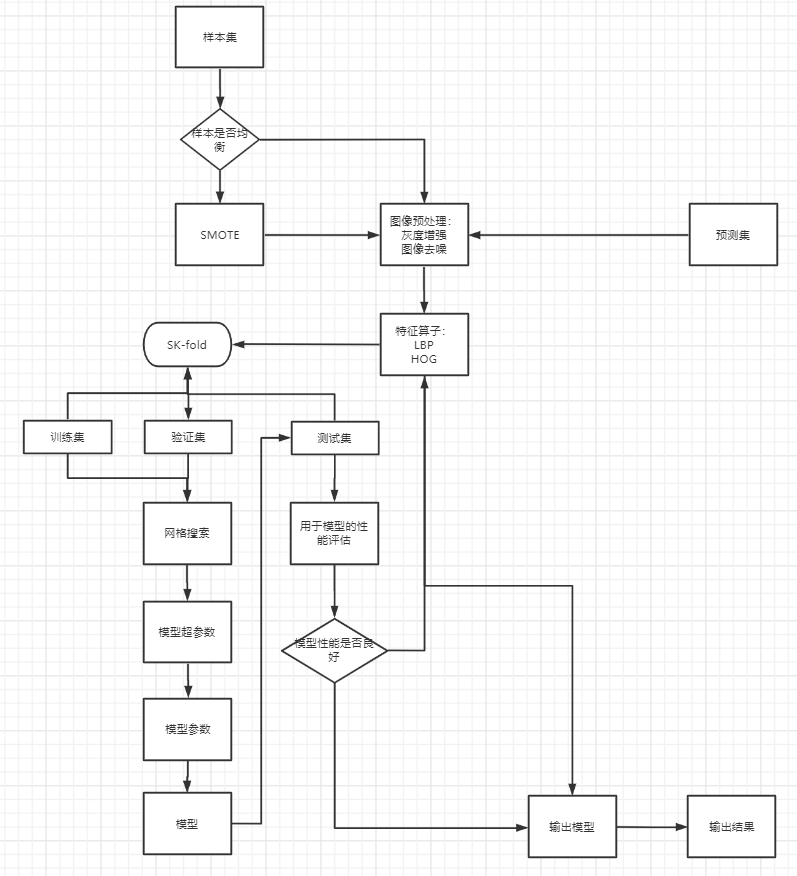 样本集
样本是否均
衡
SMOTE
图像预处理:
灰度增强
图像去噪
预测集
特征算子:
LBP
HOG
SK-fold
训练集
验证集
测试集
网格搜索
用于模型的性
能评估
模型超参数
模型性能是否良
好
模型参数
模型
输出模型
输出结果